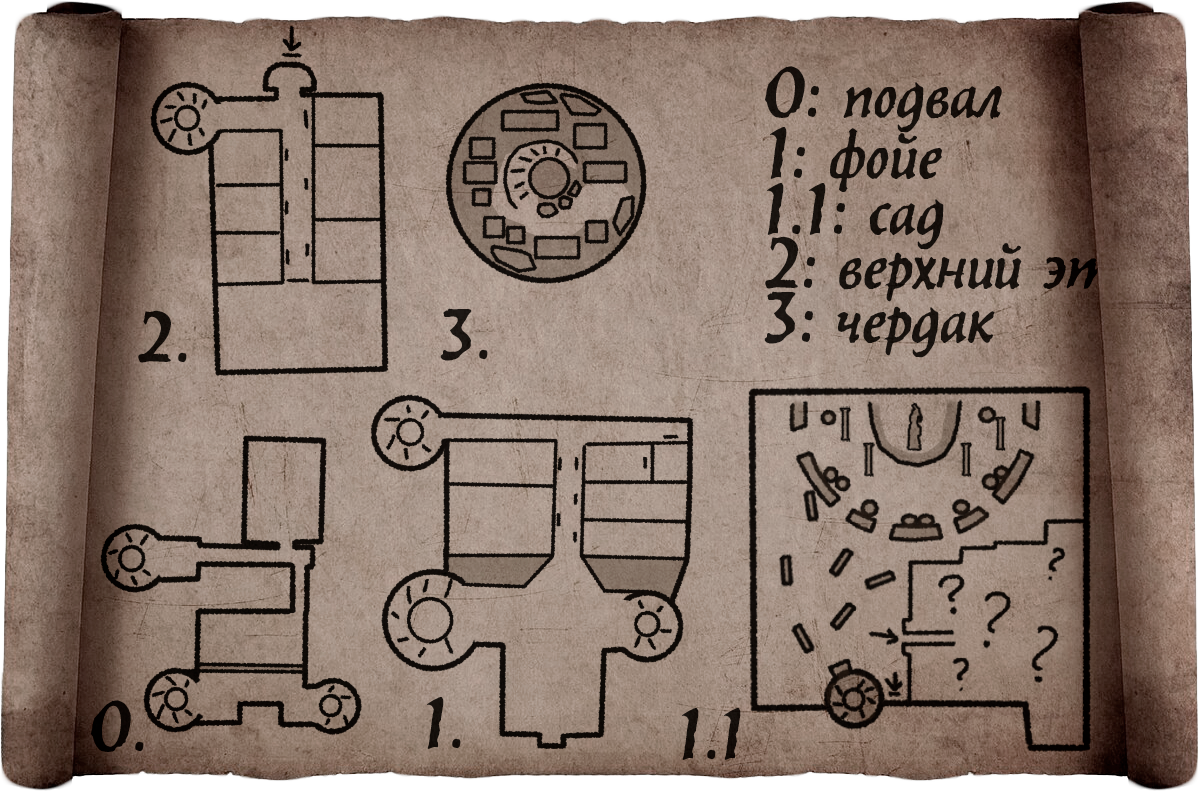 0: подвал
1: фойе
1.1: сад
2: верхний эт
3: чердак
2.
3.
0.
1.
1.1
? ? ? ? ?